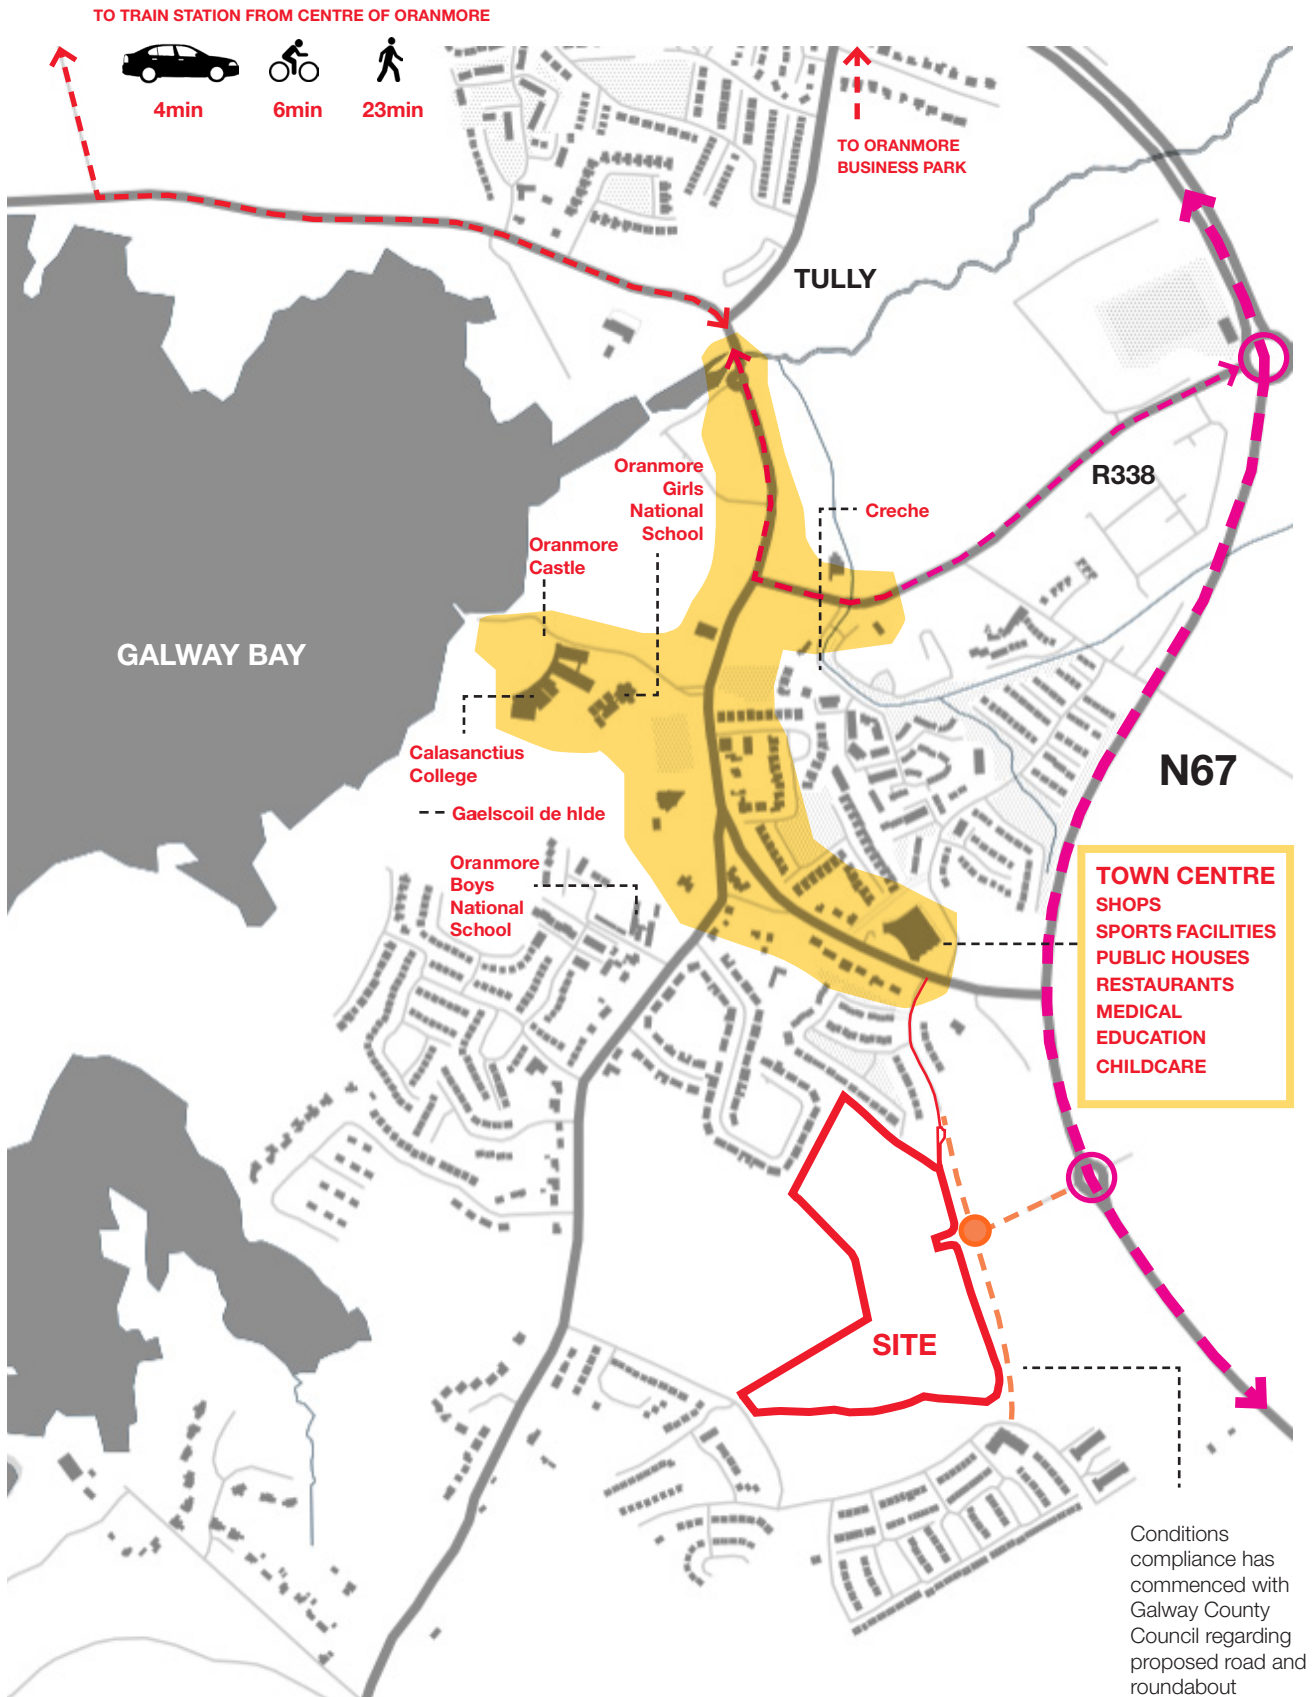 TO TRAIN STATION FROM CENTRE OF ORANMORE
4min
6min
23min
TO ORANMORE
BUSINESS PARK
TULLY
R338
Oranmore
Girls
National
School
Creche
Oranmore
Castle
GALWAY BAY
Calasanctius
College
N67
Gaelscoil de hIde
Oranmore
Boys
National
School
TOWN CENTRE
SHOPS
SPORTS FACILITIES
PUBLIC HOUSES
RESTAURANTS
MEDICAL
EDUCATION
CHILDCARE
SITE
Conditions
compliance has
commenced with
Galway County
Council regarding
proposed road and
roundabout